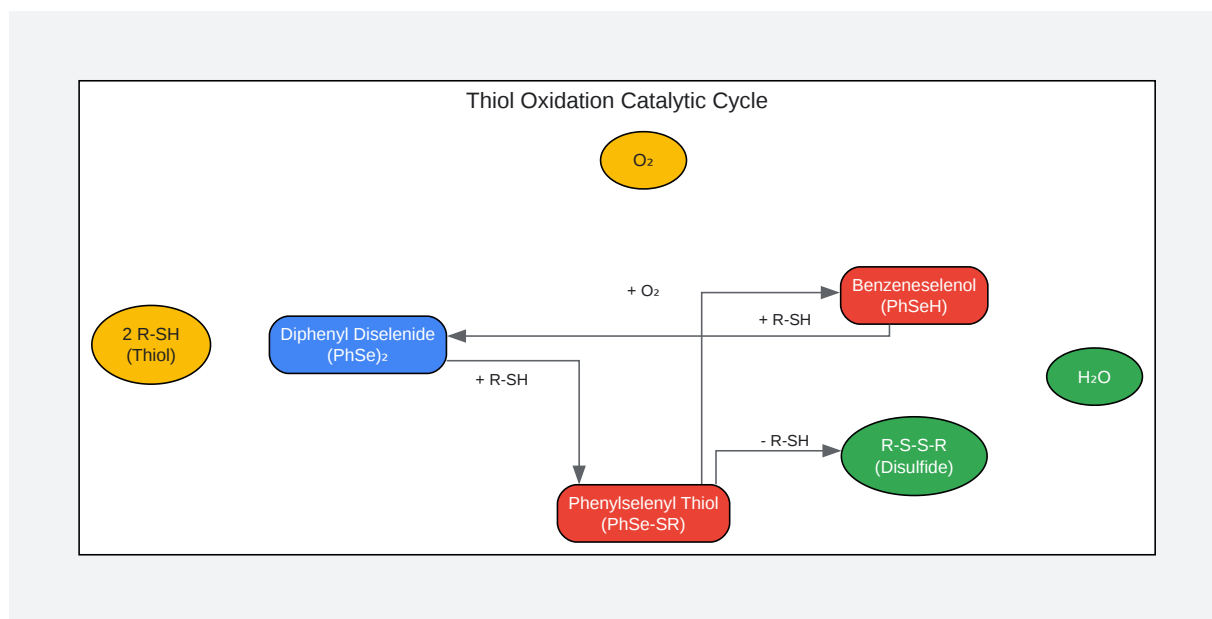 Thiol Oxidation Catalytic Cycle
O₂
Benzeneselenol
(PhSeH)
+ O₂
+ R-SH
2 R-SH
(Thiol)
Diphenyl Diselenide
(PhSe)₂
+ R-SH
H₂O
- R-SH
R-S-S-R
(Disulfide)
Phenylselenyl Thiol
(PhSe-SR)